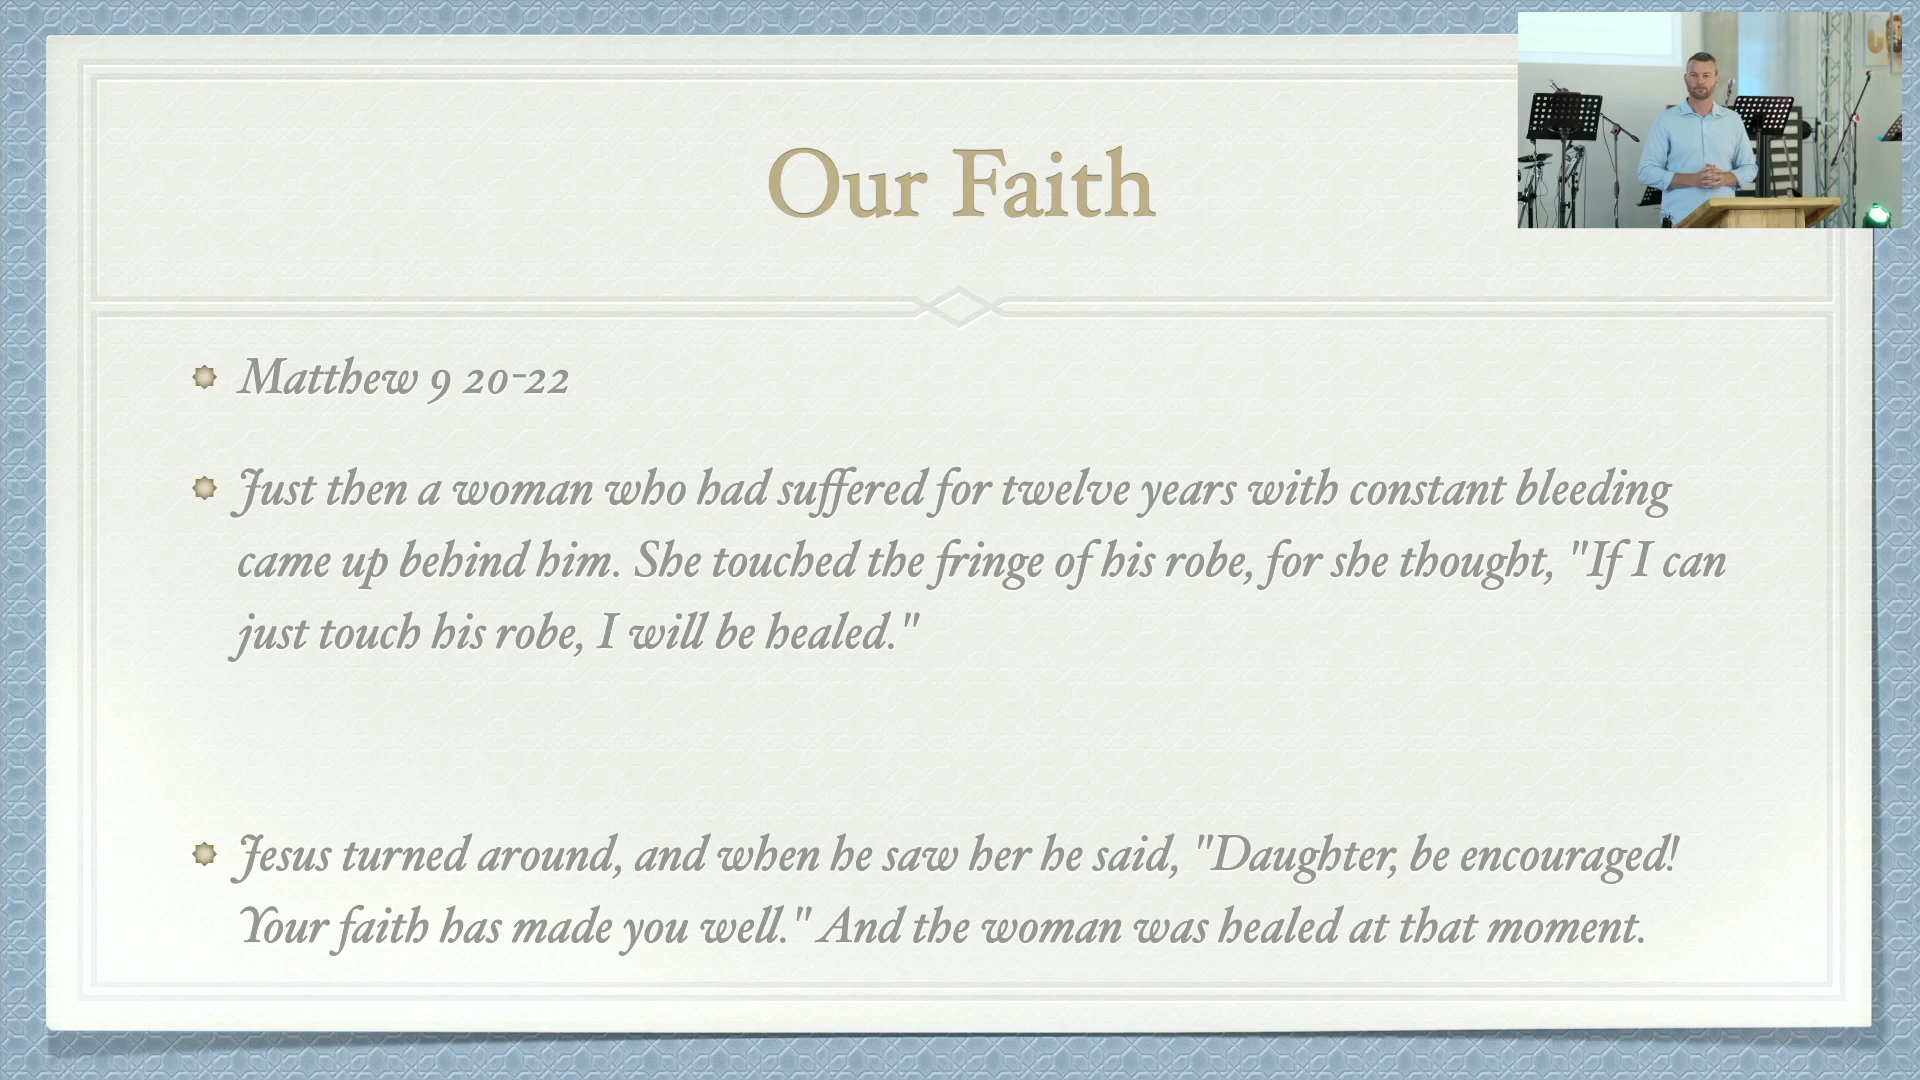 Our Faith
Matthew 9 20-22
Just then a woman who had suffered for twelve years with constant bleeding
came up behind him. She touched the fringe of his robe, for she thought, "If I can
just touch his robe, I will be healed."
Jesus turned around, and when he saw her he said, "Daughter, be encouraged!
Your faith has made you well." And the woman was healed at that moment.